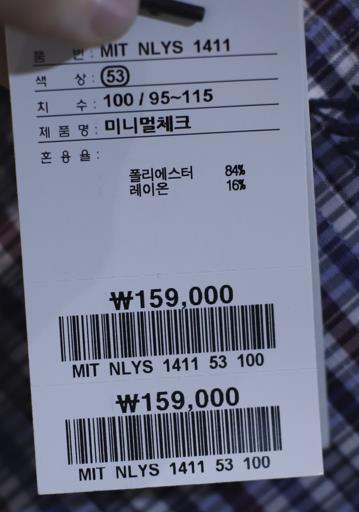 품 번 : MIT NLYS 1411
색 상 : 53
치 수 : 100 / 95~115
제 품 명 : 미니멀체크
혼 용 율 :
폴리에스터 84%
레이온 16%
₩159,000
MIT NLYS 1411 53 100
₩159,000
MIT NLYS 1411 53 100